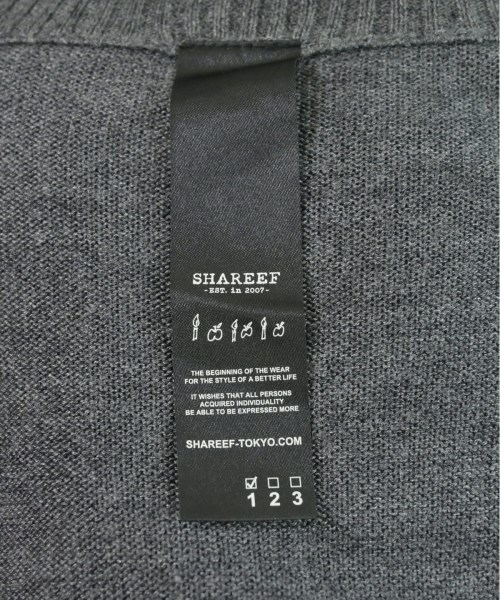 SHAREEF
-EST. in 2007-
THE BEGINNING OF THE WEAR
FOR THE STYLE OF A BETTER LIFE
IT WISHES THAT ALL PERSONS
ACQUIRED INDIVIDUALITY
BE ABLE TO BE EXPRESSED MORE
SHAREEF-TOKYO.COM
1 2 3